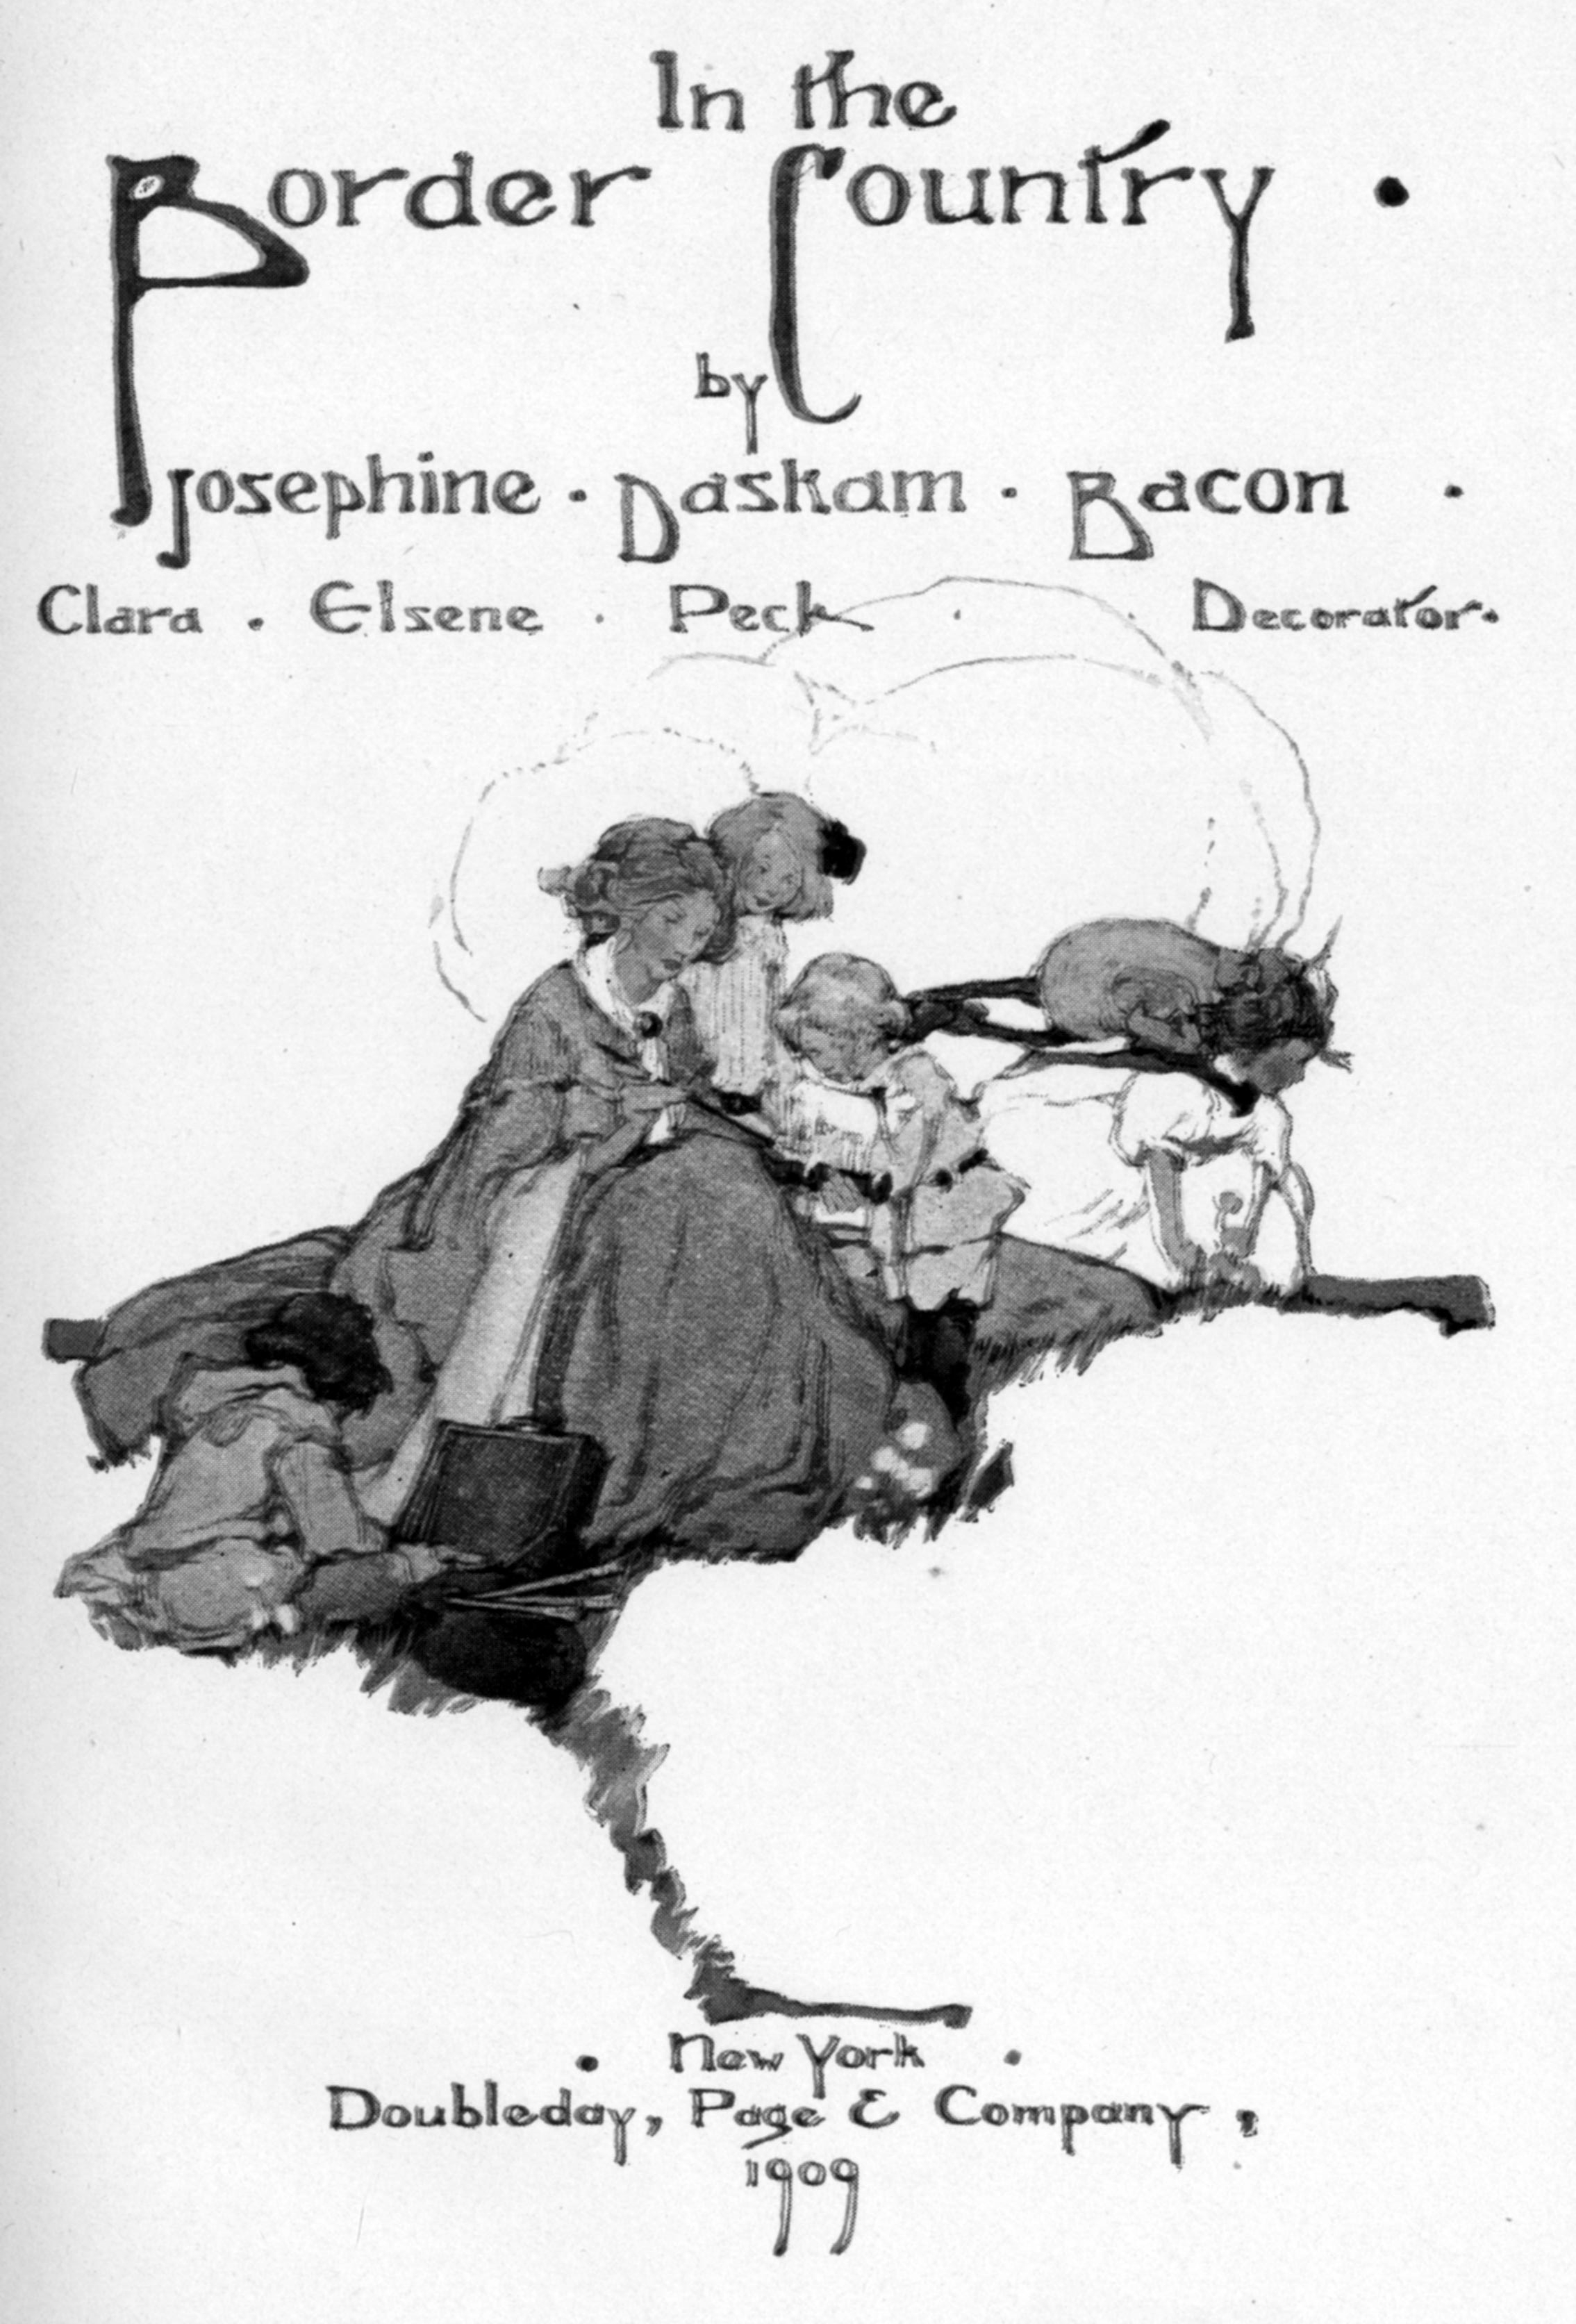 In the
Border Country •
by
Josephine · Daskam · Bacon ·
Clara . Elsene . Peck . . Decorator.
• New York •
Doubleday, Page & Company,
1909